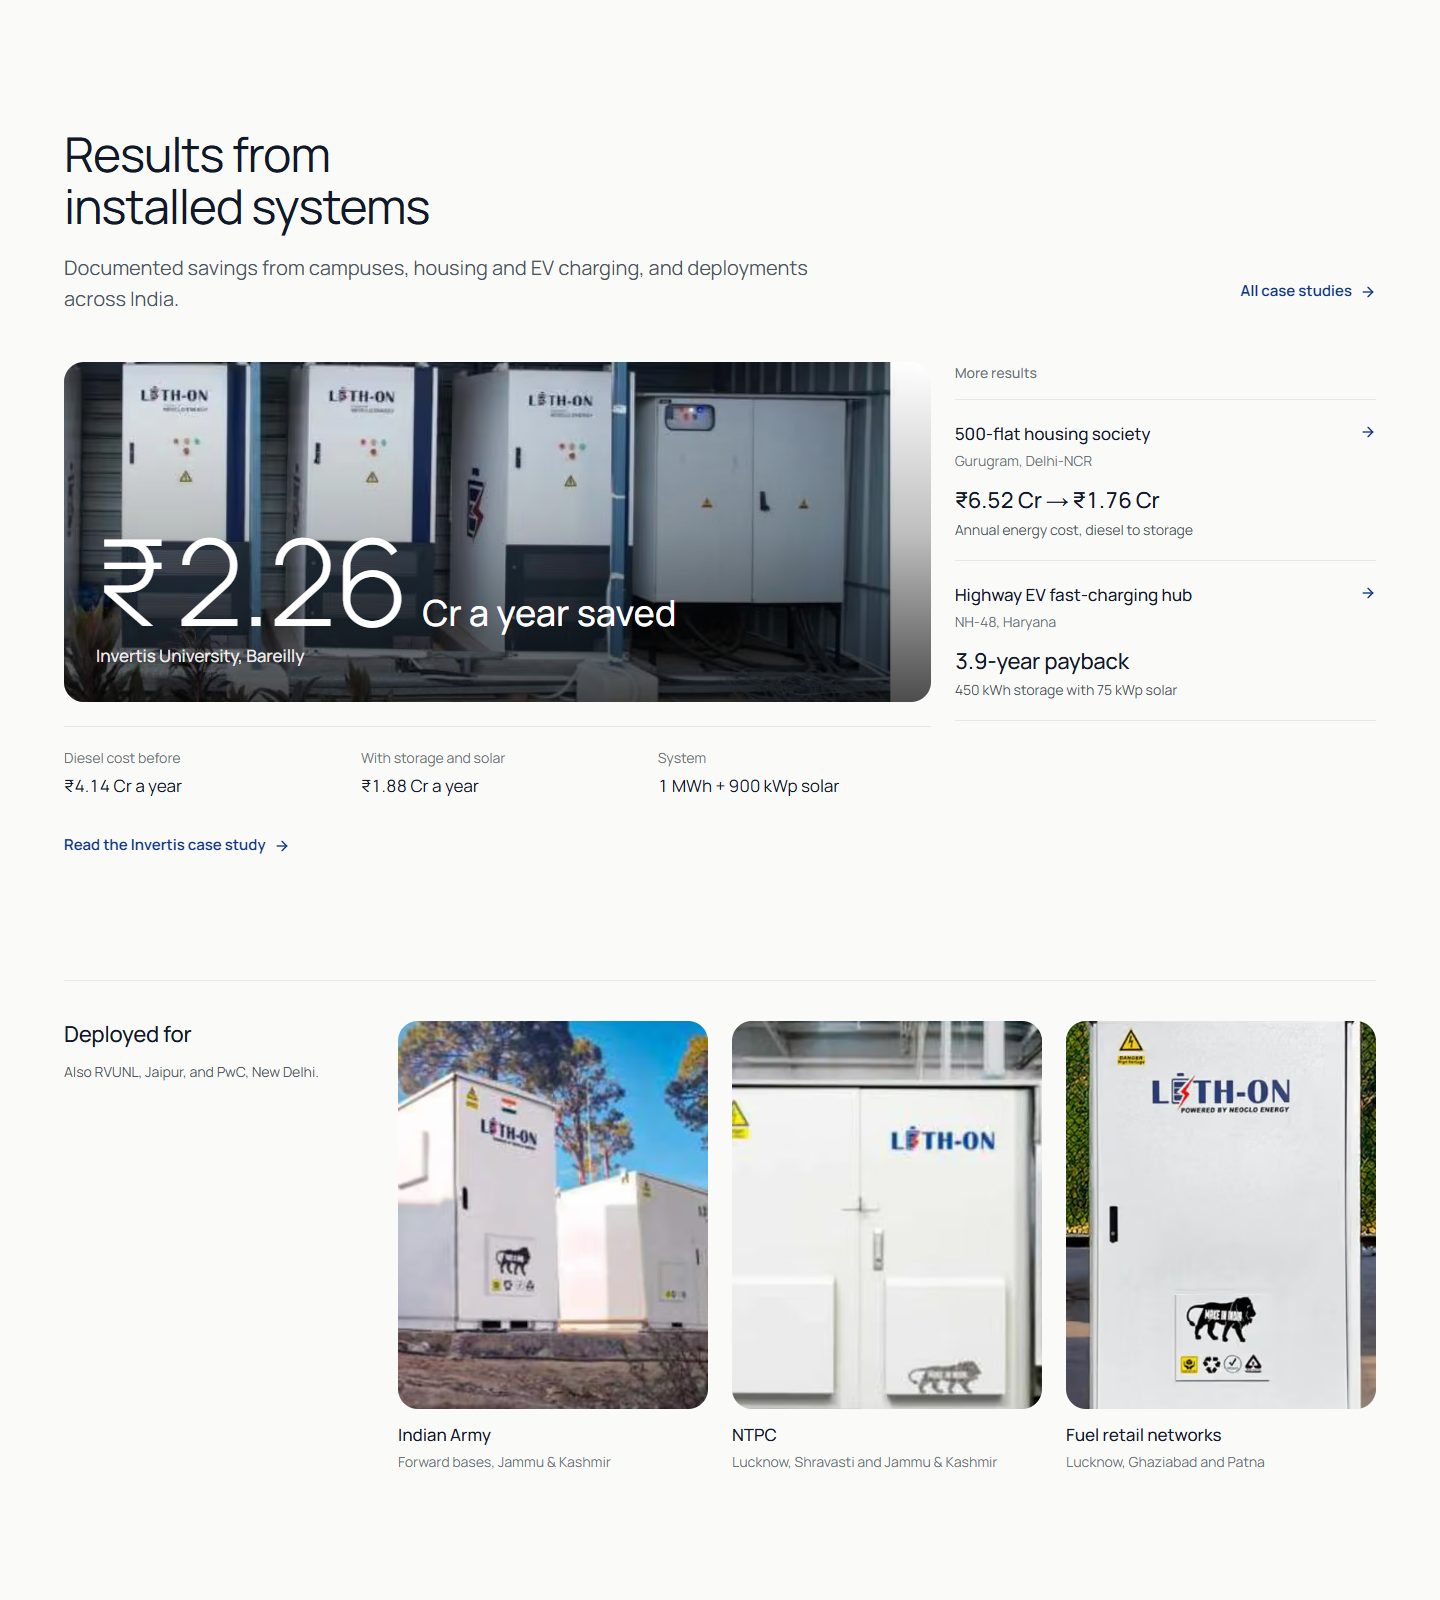 Results from
installed systems
Documented savings from campuses, housing and EV charging, and deployments
across India.
All case studies →
LITH-ON
LITH-ON
LITH-ON
₹2.26 Cr a year saved
Invertis University, Bareilly
Diesel cost before
₹4.14 Cr a year
With storage and solar
₹1.88 Cr a year
System
1 MWh + 900 kWp solar
Read the Invertis case study →
More results
500-flat housing society →
Gurugram, Delhi-NCR
₹6.52 Cr → ₹1.76 Cr
Annual energy cost, diesel to storage
Highway EV fast-charging hub →
NH-48, Haryana
3.9-year payback
450 kWh storage with 75 kWp solar
Deployed for
Also RVUNL, Jaipur, and PwC, New Delhi.
LITH-ON
Indian Army
Forward bases, Jammu & Kashmir
LITH-ON
NTPC
Lucknow, Shravasti and Jammu & Kashmir
DANGER
LITH-ON
POWERED BY NEOCLO ENERGY
MAKE IN INDIA
Fuel retail networks
Lucknow, Ghaziabad and Patna